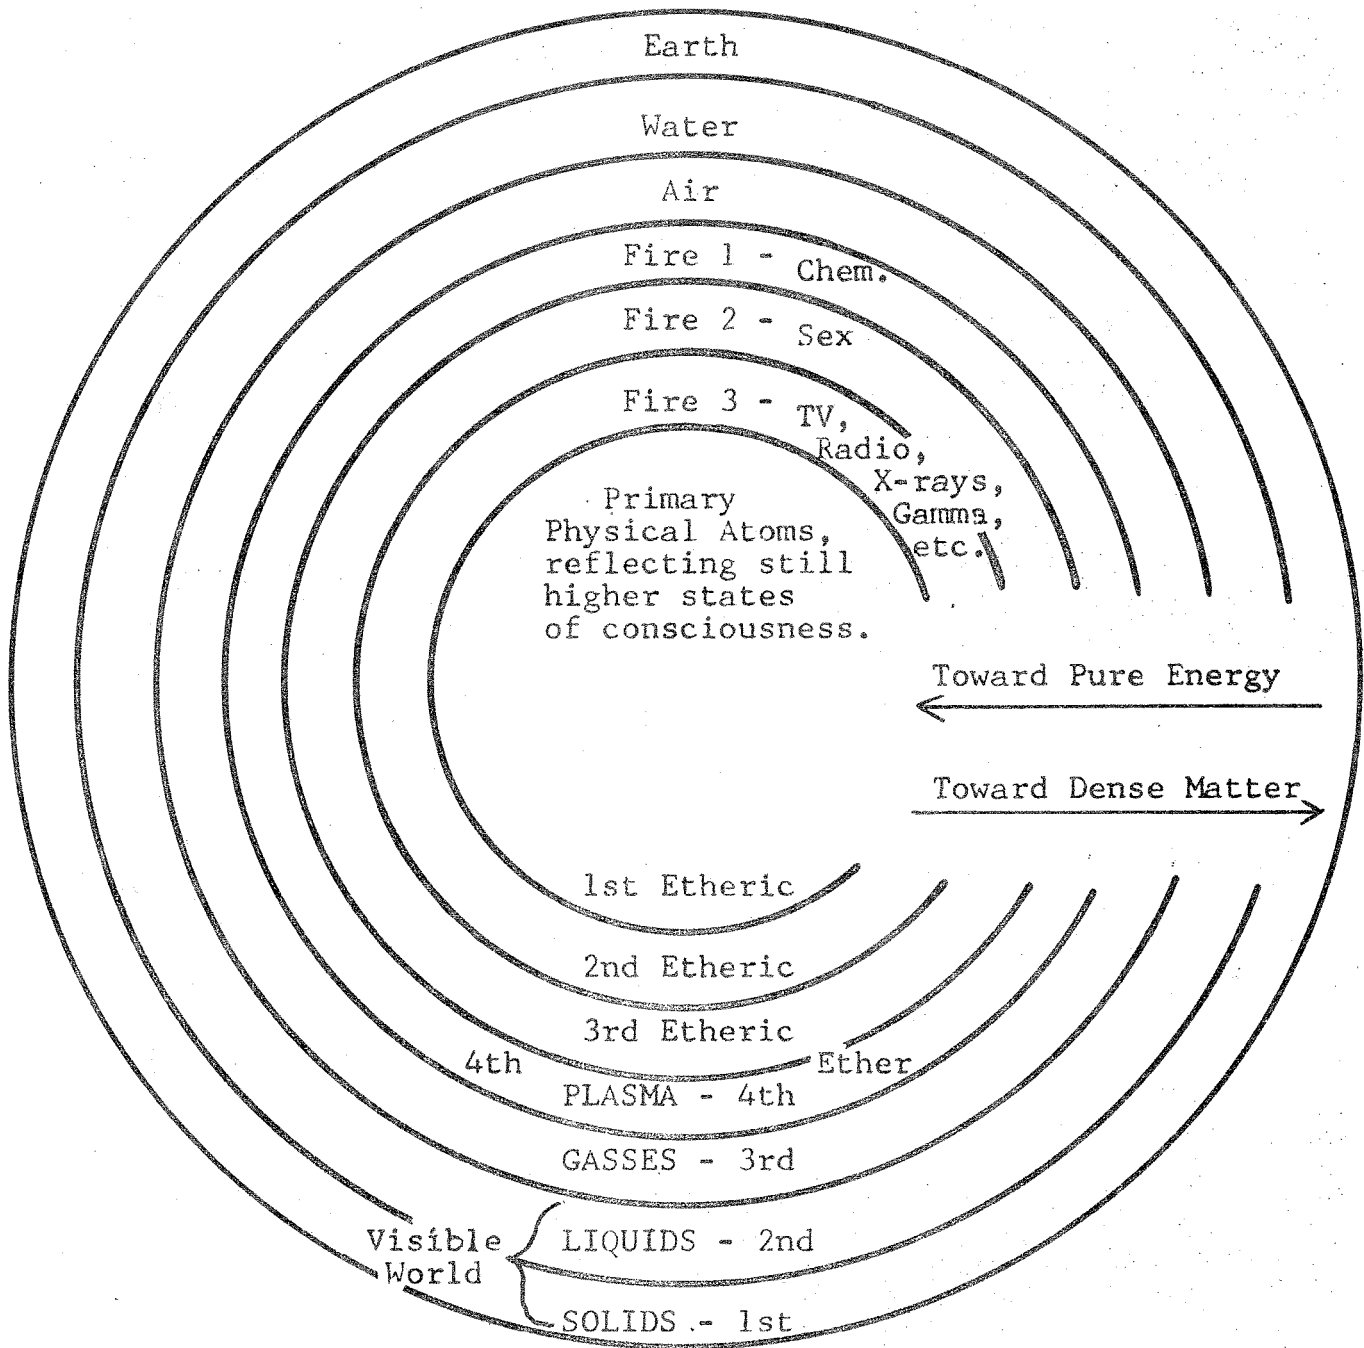 Earth
Water
Air
Fire 1 - Chem.
Fire 2 - Sex
Fire 3 - TV,
Radio,
X-rays,
Gamma,
etc.
Primary
Physical Atoms,
reflecting still
higher states
of consciousness.
Toward Pure Energy
Toward Dense Matter
1st Etheric
2nd Etheric
3rd Etheric
4th Ether
PLASMA - 4th
GASSES - 3rd
Visible
World
LIQUIDS - 2nd
SOLIDS - 1st